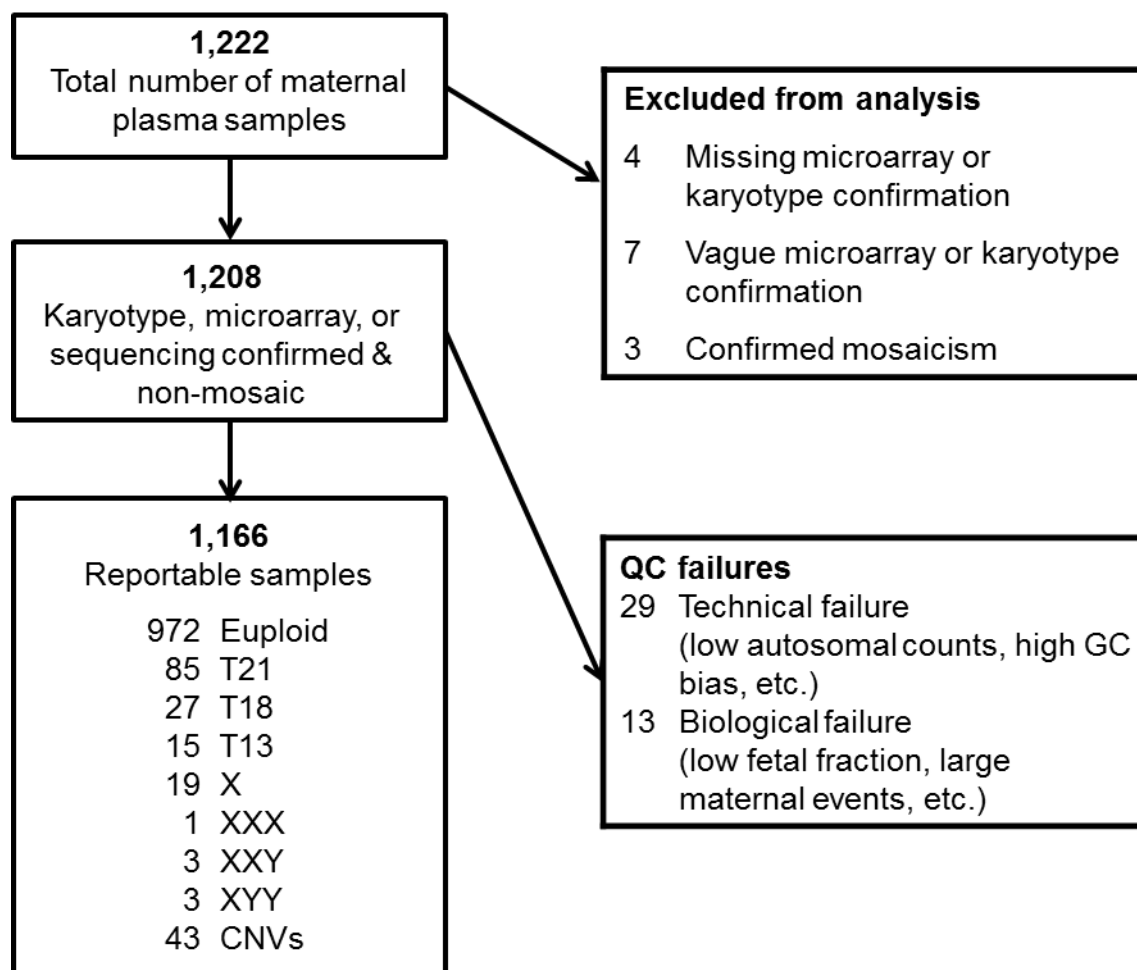 1,222
Total number of maternal
plasma samples
Excluded from analysis
4 Missing microarray or
karyotype confirmation
7 Vague microarray or karyotype
confirmation
3 Confirmed mosaicism
1,208
Karyotype, microarray, or
sequencing confirmed &
non-mosaic
1,166
Reportable samples
972 Euploid
85 T21
27 T18
15 T13
19 X
1 XXX
3 XXY
3 XYY
43 CNVs
QC failures
29 Technical failure
(low autosomal counts, high GC
bias, etc.)
13 Biological failure
(low fetal fraction, large
maternal events, etc.)